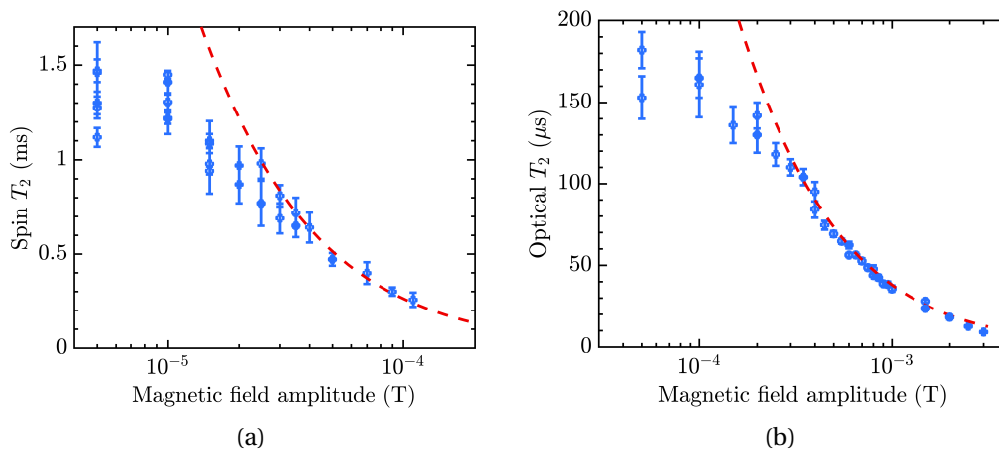 Spin T₂ (ms)
1.5
1
0.5
0
10⁻⁵
10⁻⁴
Magnetic field amplitude (T)
(a)
Optical T₂ (μs)
200
150
100
50
0
10⁻⁴
10⁻³
Magnetic field amplitude (T)
(b)